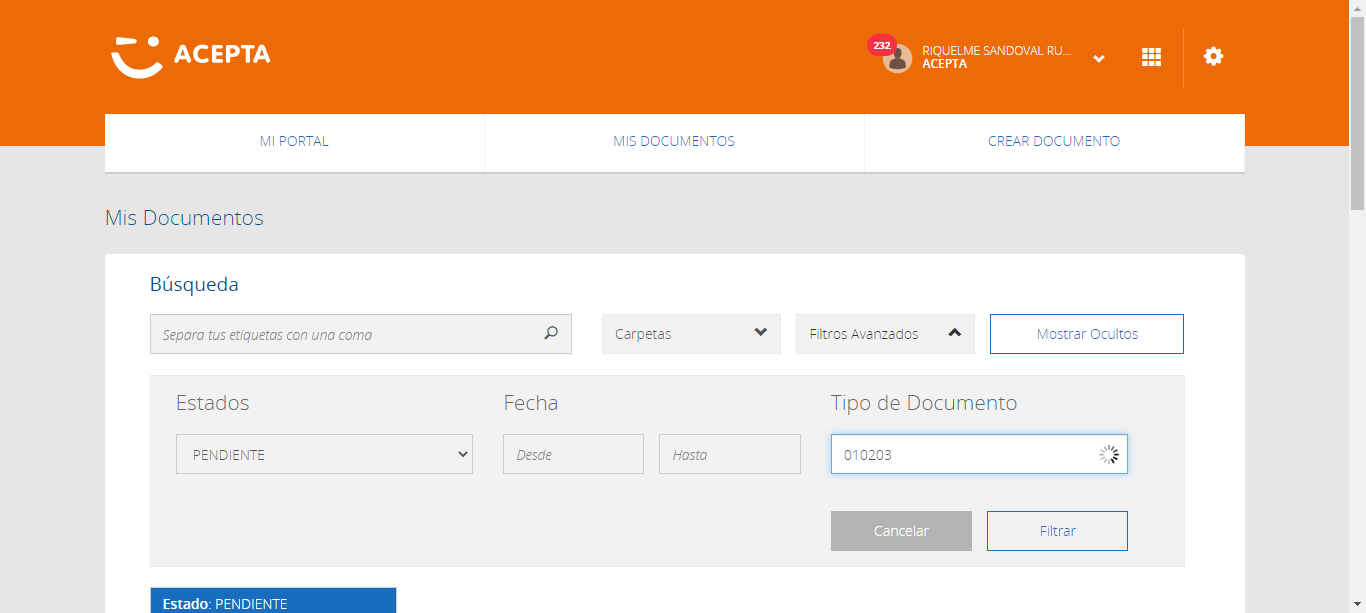 ACEPTA
232
RIQUELME SANDOVAL RU...
ACEPTA
MI PORTAL
MIS DOCUMENTOS
CREAR DOCUMENTO
Mis Documentos
Búsqueda
Separa tus etiquetas con una coma
Carpetas
Filtros Avanzados
Mostrar Ocultos
Estados
Fecha
Tipo de Documento
PENDIENTE
Desde
Hasta
010203
Cancelar
Filtrar
Estado: PENDIENTE